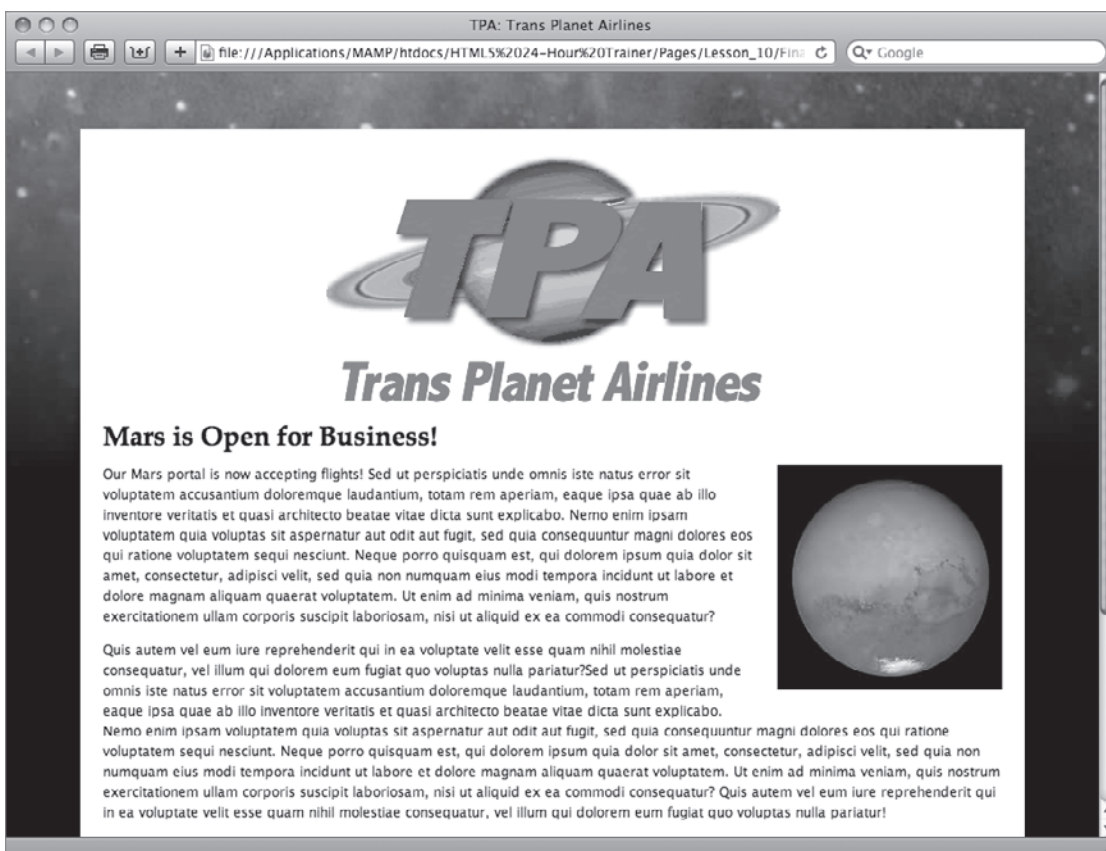 TPA: Trans Planet Airlines
file:///Applications/MAMP/htdocs/HTML5%2024-Hour%20Trainer/Pages/Lesson_10/Fina
Google
TPA
Trans Planet Airlines
Mars is Open for Business!
Our Mars portal is now accepting flights! Sed ut perspiciatis unde omnis iste natus error sit
voluptatem accusantium doloremque laudantium, totam rem aperiam, eaque ipsa quae ab illo
inventore veritatis et quasi architecto beatae vitae dicta sunt explicabo. Nemo enim ipsam
voluptatem quia voluptas sit aspernatur aut odit aut fugit, sed quia consequuntur magni dolores eos
qui ratione voluptatem sequi nesciunt. Neque porro quisquam est, qui dolorem ipsum quia dolor sit
amet, consectetur, adipisci velit, sed quia non numquam eius modi tempora incidunt ut labore et
dolore magnam aliquam quaerat voluptatem. Ut enim ad minima veniam, quis nostrum
exercitationem ullam corporis suscipit laboriosam, nisi ut aliquid ex ea commodi consequatur?
Quis autem vel eum iure reprehenderit qui in ea voluptate velit esse quam nihil molestiae
consequatur, vel illum qui dolorem eum fugiat quo voluptas nulla pariatur?Sed ut perspiciatis unde
omnis iste natus error sit voluptatem accusantium doloremque laudantium, totam rem aperiam,
eaque ipsa quae ab illo inventore veritatis et quasi architecto beatae vitae dicta sunt explicabo.
Nemo enim ipsam voluptatem quia voluptas sit aspernatur aut odit aut fugit, sed quia consequuntur magni dolores eos qui ratione
voluptatem sequi nesciunt. Neque porro quisquam est, qui dolorem ipsum quia dolor sit amet, consectetur, adipisci velit, sed quia non
numquam eius modi tempora incidunt ut labore et dolore magnam aliquam quaerat voluptatem. Ut enim ad minima veniam, quis nostrum
exercitationem ullam corporis suscipit laboriosam, nisi ut aliquid ex ea commodi consequatur? Quis autem vel eum iure reprehenderit qui
in ea voluptate velit esse quam nihil molestiae consequatur, vel illum qui dolorem eum fugiat quo voluptas nulla pariatur!